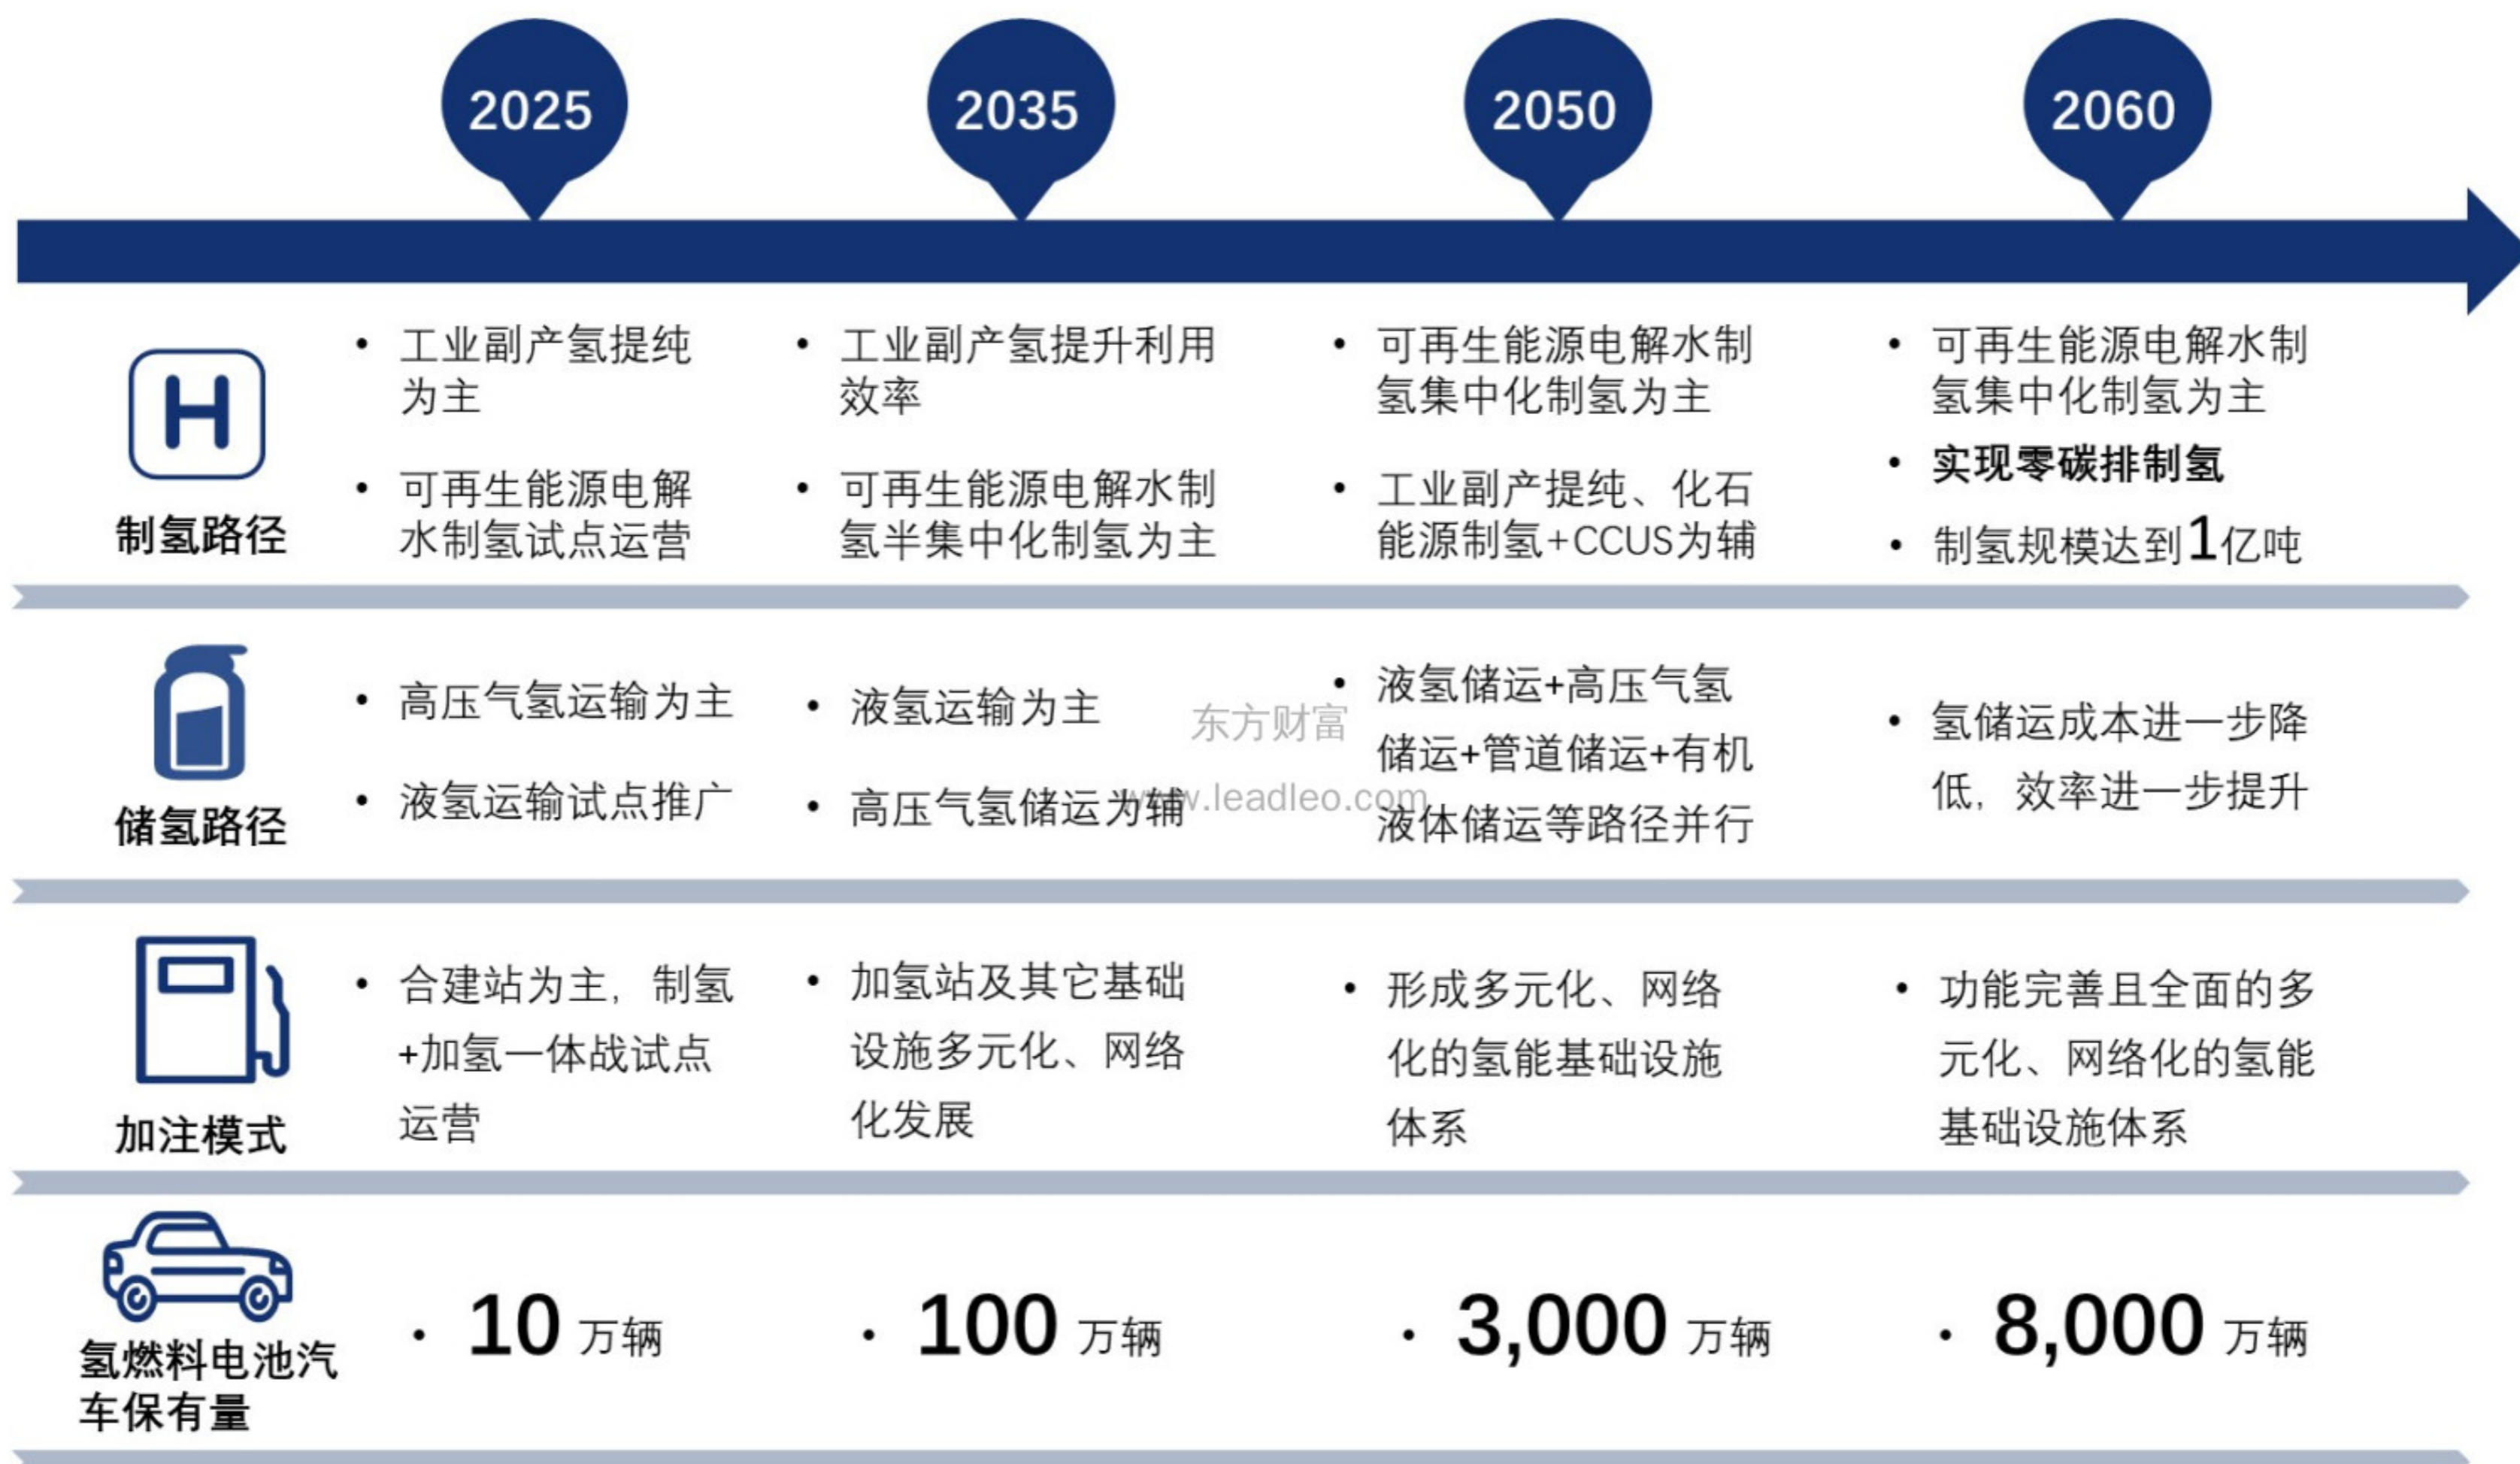 2025
2035
2050
2060
制氢路径
• 工业副产氢提纯
为主
• 可再生能源电解
水制氢试点运营
• 工业副产氢提升利用
效率
• 可再生能源电解水制
氢半集中化制氢为主
• 可再生能源电解水制
氢集中化制氢为主
• 工业副产提纯、化石
能源制氢+CCUS为辅
• 可再生能源电解水制
氢集中化制氢为主
• 实现零碳排制氢
• 制氢规模达到1亿吨
储氢路径
• 高压气氢运输为主
• 液氢运输试点推广
• 液氢运输为主
• 高压气氢储运为辅
• 液氢储运+高压气氢
储运+管道储运+有机
液体储运等路径并行
• 氢储运成本进一步降
低，效率进一步提升
东方财富
www.leadleo.com
加注模式
• 合建站为主，制氢
+加氢一体战试点
运营
• 加氢站及其它基础
设施多元化、网络
化发展
• 形成多元化、网络
化的氢能基础设施
体系
• 功能完善且全面的多
元化、网络化的氢能
基础设施体系
氢燃料电池汽
车保有量
• 10 万辆
• 100 万辆
• 3,000 万辆
• 8,000 万辆
H